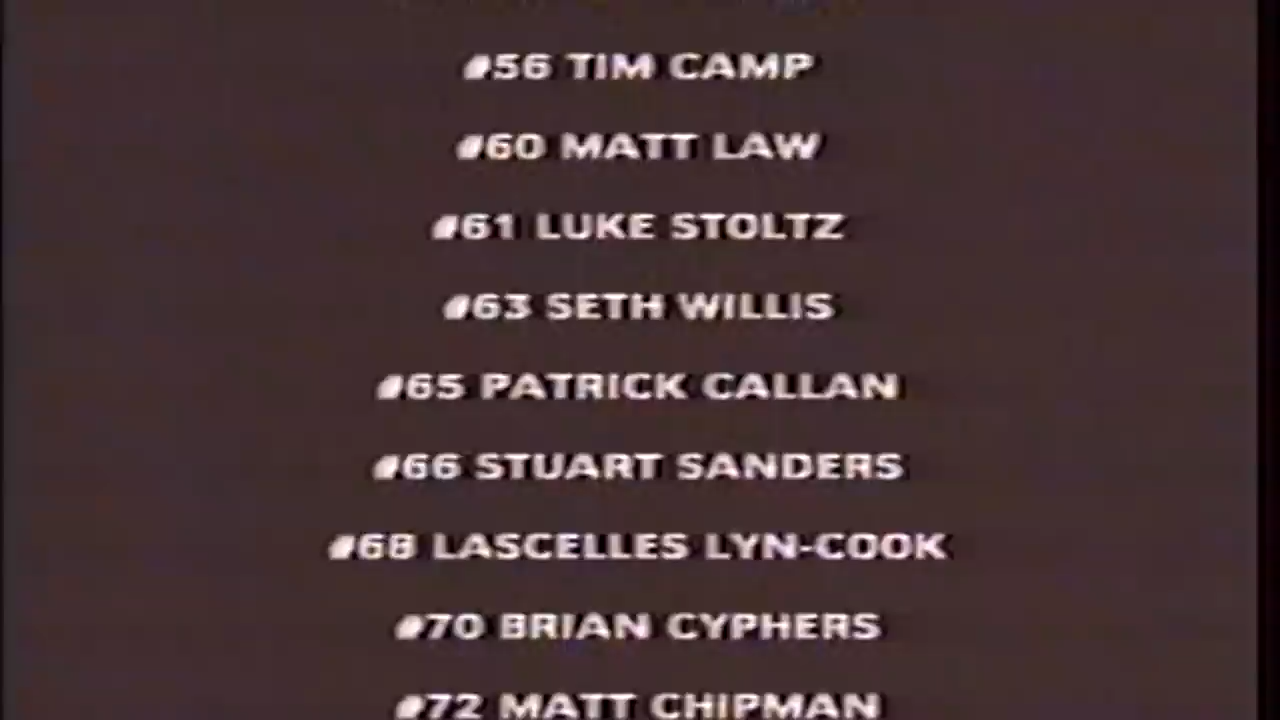 #56 TIM CAMP
#60 MATT LAW
#61 LUKE STOLTZ
#63 SETH WILLIS
#65 PATRICK CALLAN
#66 STUART SANDERS
#68 LASCELLES LYN-COOK
#70 BRIAN CYPHERS
#72 MATT CHIPMAN